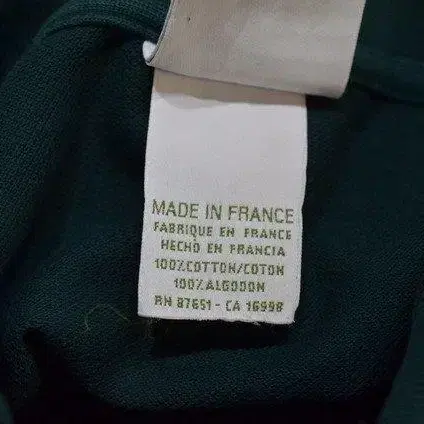 MADE IN FRANCE
FABRIQUE EN FRANCE
HECHO EN FRANCIA
100%COTTON/COTON
100%ALGODON
RN 87651 - CA 16998